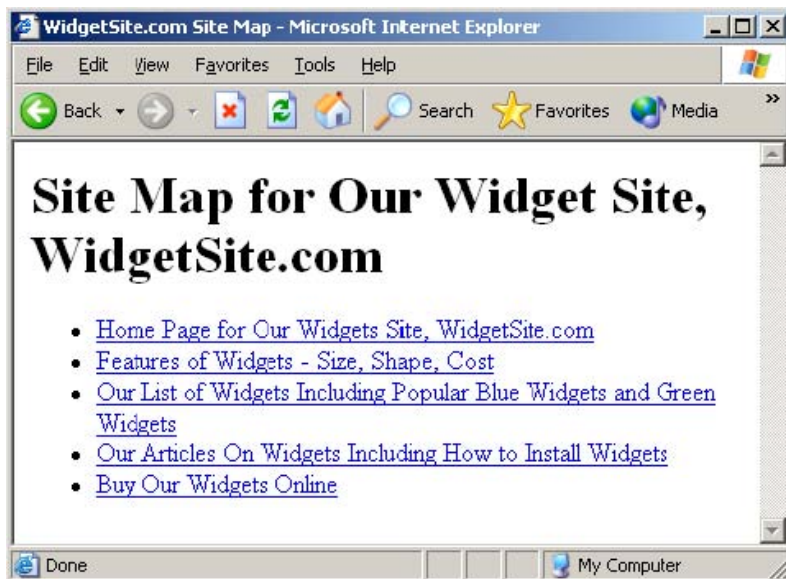 WidgetSite.com Site Map - Microsoft Internet Explorer
File Edit View Favorites Tools Help
Back Search Favorites Media »
Site Map for Our Widget Site,
WidgetSite.com
• Home Page for Our Widgets Site, WidgetSite.com
• Features of Widgets - Size, Shape, Cost
• Our List of Widgets Including Popular Blue Widgets and Green
Widgets
• Our Articles On Widgets Including How to Install Widgets
• Buy Our Widgets Online
Done My Computer